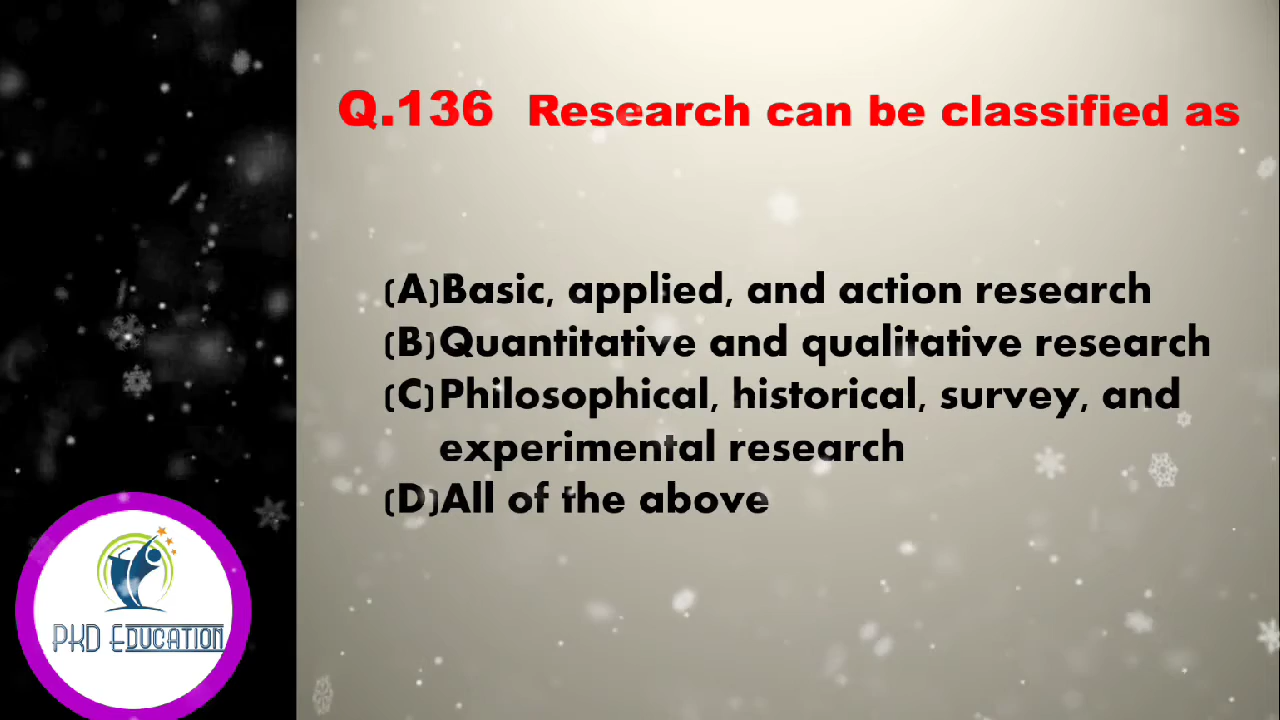 Q.136 Research can be classified as
(A)Basic, applied, and action research
(B)Quantitative and qualitative research
(C)Philosophical, historical, survey, and
experimental research
(D)All of the above
PKD EDUCATION